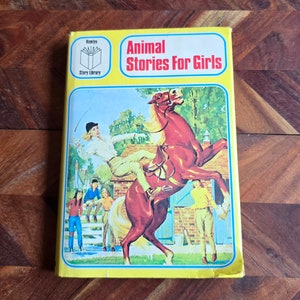 Hamlyn
Story Library
Animal
Stories For Girls